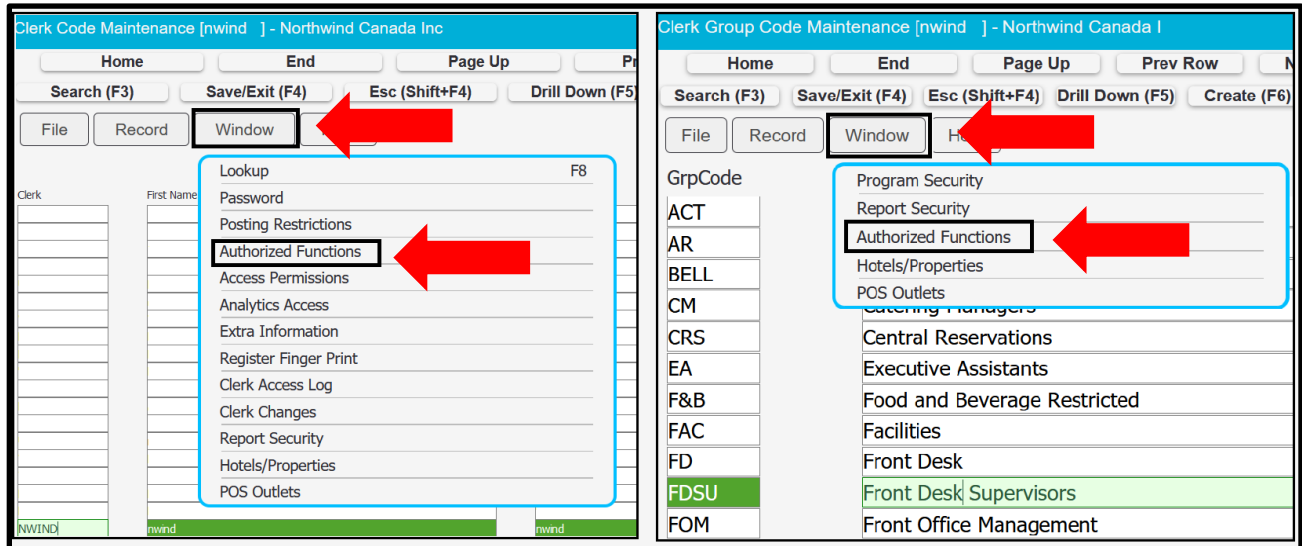 Clerk Code Maintenance [nwind ] - Northwind Canada Inc
Home End Page Up
Search (F3) Save/Exit (F4) Esc (Shift+F4) Drill Down (F5)
File Record Window
Clerk First Name
Lookup F8
Password
Posting Restrictions
Authorized Functions
Access Permissions
Analytics Access
Extra Information
Register Finger Print
Clerk Access Log
Clerk Changes
Report Security
Hotels/Properties
POS Outlets
NWIND nwind nwind
Clerk Group Code Maintenance [nwind ] - Northwind Canada I
Home End Page Up Prev Row N
Search (F3) Save/Exit (F4) Esc (Shift+F4) Drill Down (F5) Create (F6)
File Record Window
GrpCode
Program Security
Report Security
Authorized Functions
Hotels/Properties
POS Outlets
ACT
AR
BELL
CM Catering Managers
CRS Central Reservations
EA Executive Assistants
F&B Food and Beverage Restricted
FAC Facilities
FD Front Desk
FDSU Front Desk Supervisors
FOM Front Office Management